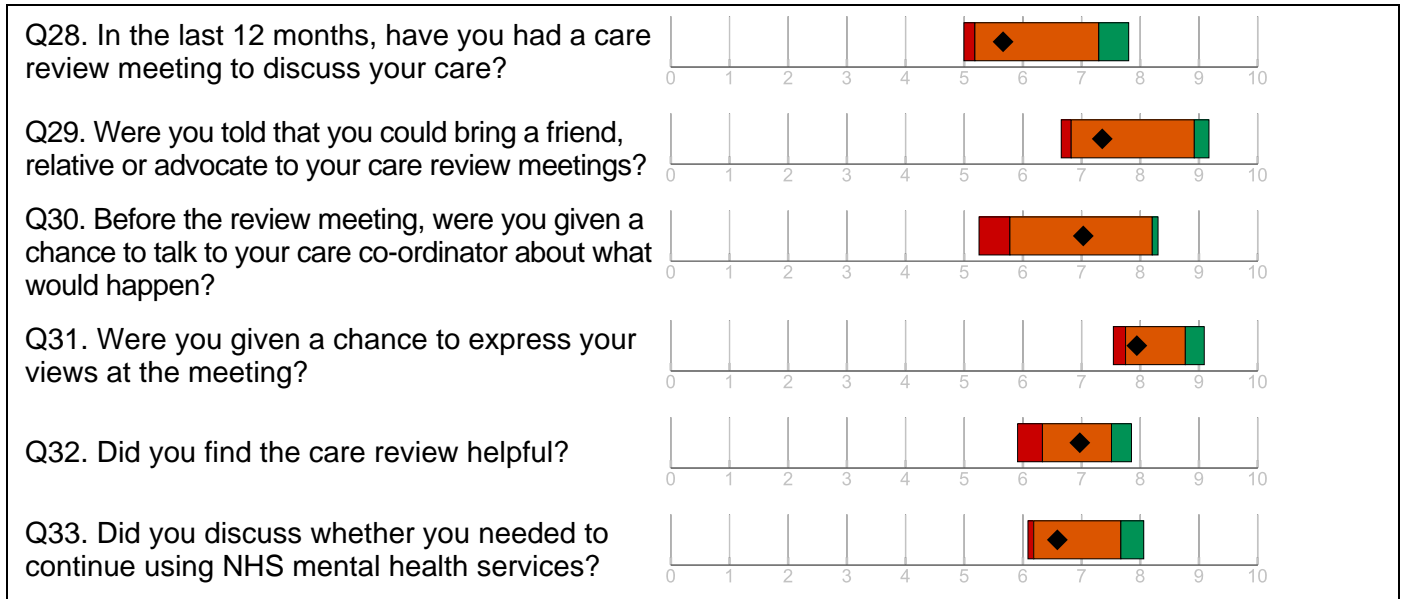 Q28. In the last 12 months, have you had a care
review meeting to discuss your care?
0 1 2 3 4 5 6 7 8 9 10
Q29. Were you told that you could bring a friend,
relative or advocate to your care review meetings?
0 1 2 3 4 5 6 7 8 9 10
Q30. Before the review meeting, were you given a
chance to talk to your care co-ordinator about what
would happen?
0 1 2 3 4 5 6 7 8 9 10
Q31. Were you given a chance to express your
views at the meeting?
0 1 2 3 4 5 6 7 8 9 10
Q32. Did you find the care review helpful?
0 1 2 3 4 5 6 7 8 9 10
Q33. Did you discuss whether you needed to
continue using NHS mental health services?
0 1 2 3 4 5 6 7 8 9 10